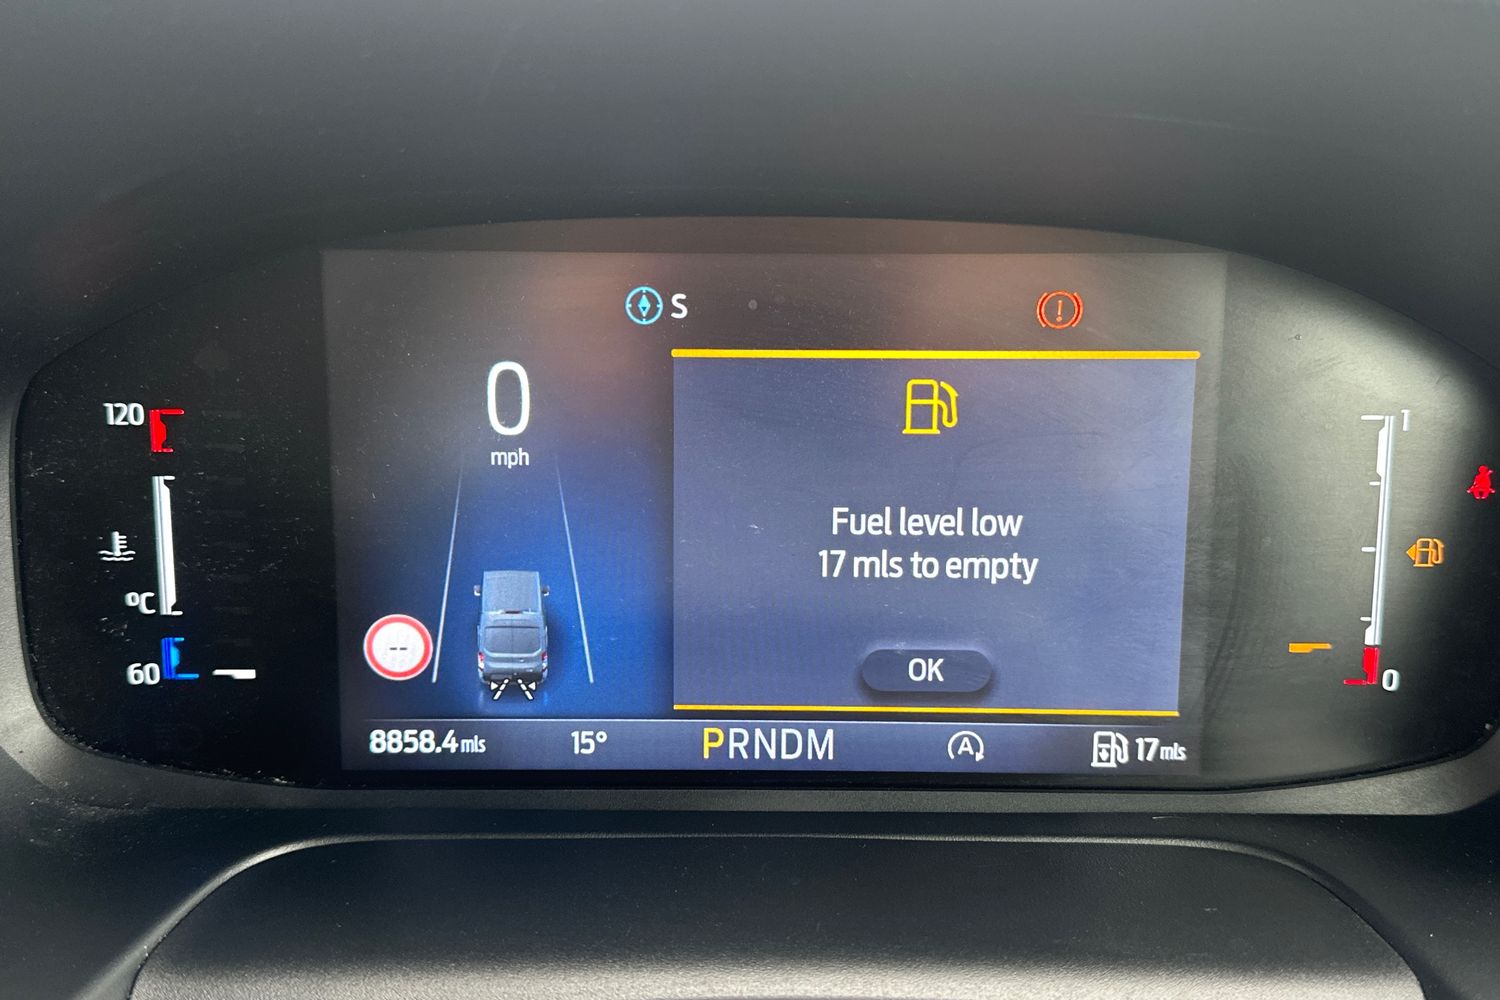 S
120
0
mph
1
Fuel level low
17 mls to empty
°C
--
60
OK
0
8858.4 mls
15°
PRNDM
A
17 mls